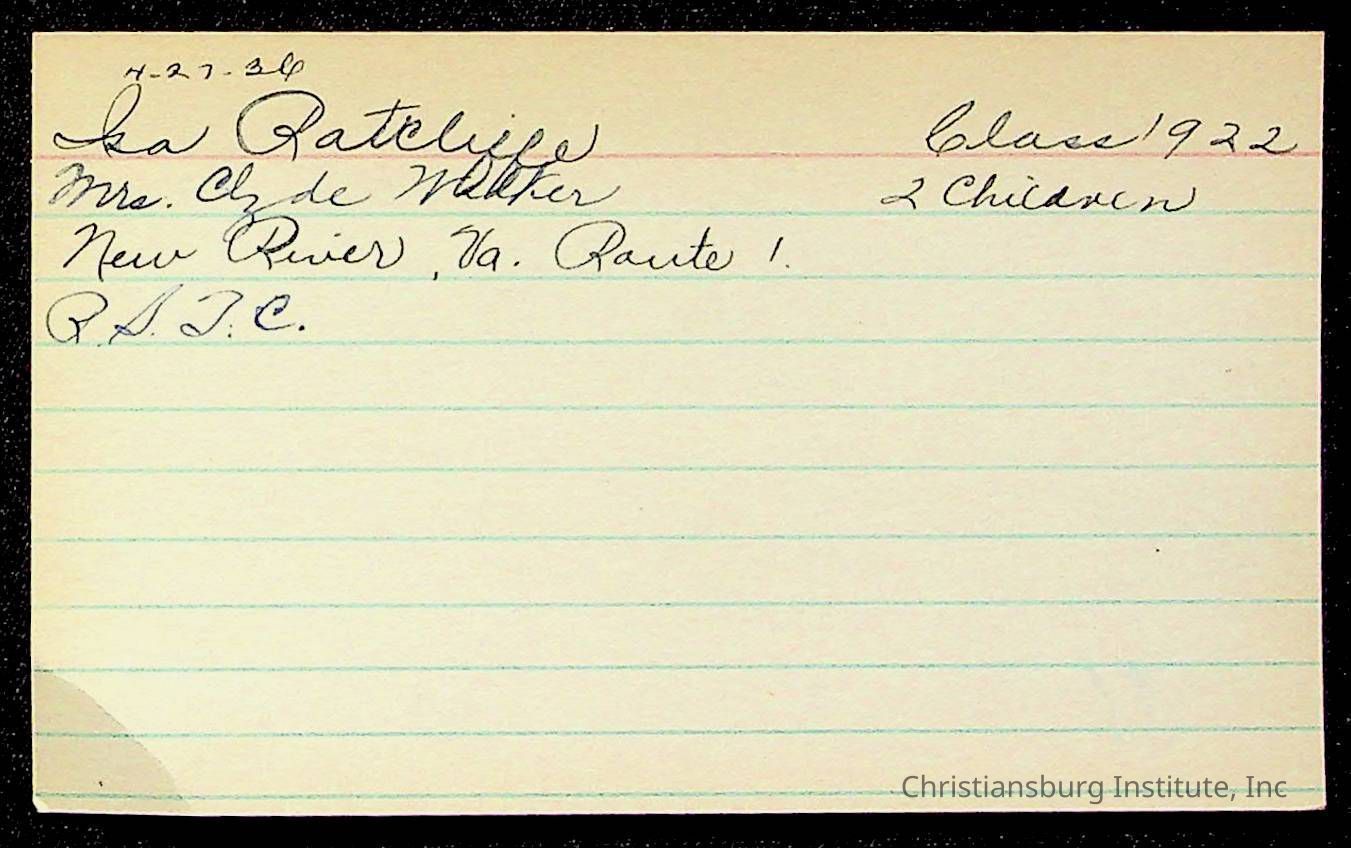 4-27-36
Isa Ratcliffe Class 1922
Mrs. Clyde Walker 2 Children
New River, Va. Route 1.
R. S. T. C.
Christiansburg Institute, Inc